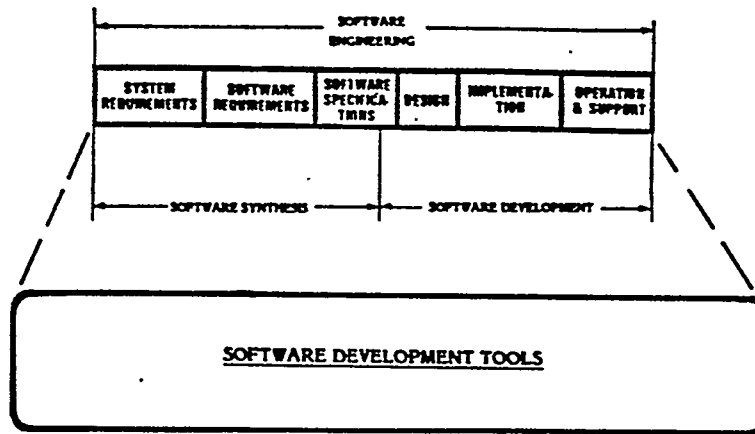 SOFTWARE
ENGINEERING
SYSTEM
REQUIREMENTS
SOFTWARE
REQUIREMENTS
SOFTWARE
SPECIFICA-
TIONS
DESIGN
IMPLEMENTA-
TION
OPERATION
& SUPPORT
SOFTWARE SYNTHESIS
SOFTWARE DEVELOPMENT
SOFTWARE DEVELOPMENT TOOLS